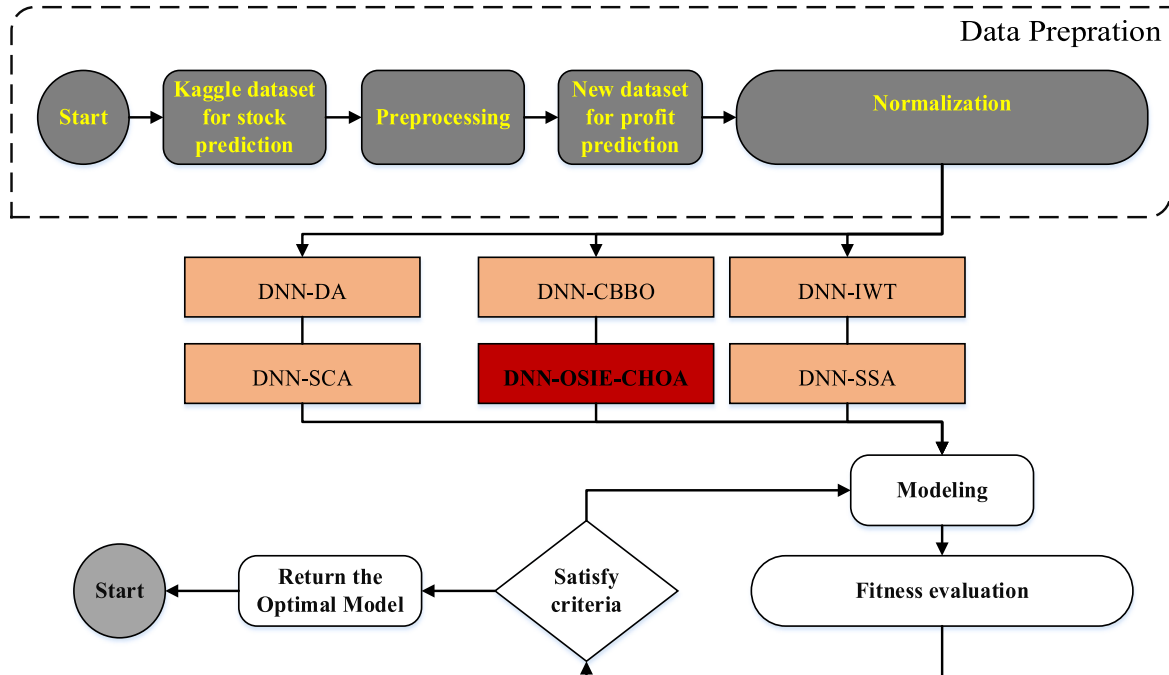 Data Prepration
Start
Kaggle dataset
for stock
prediction
Preprocessing
New dataset
for profit
prediction
Normalization
DNN-DA
DNN-CBBO
DNN-IWT
DNN-SCA
DNN-OSIE-CHOA
DNN-SSA
Modeling
Fitness evaluation
Satisfy
criteria
Return the
Optimal Model
Start